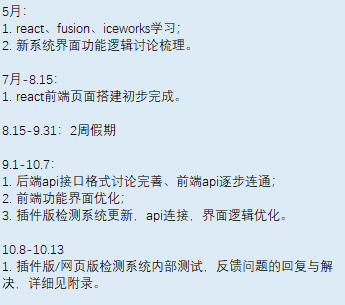 5月：
1. react、fusion、iceworks学习；
2. 新系统界面功能逻辑讨论梳理。
7月-8.15：
1. react前端页面搭建初步完成。
8.15-9.31：2周假期
9.1-10.7：
1. 后端api接口格式讨论完善、前端api逐步连通；
2. 前端功能界面优化；
3. 插件版检测系统更新，api连接，界面逻辑优化。
10.8-10.13
1. 插件版/网页版检测系统内部测试，反馈问题的回复与解
决，详细见附录。